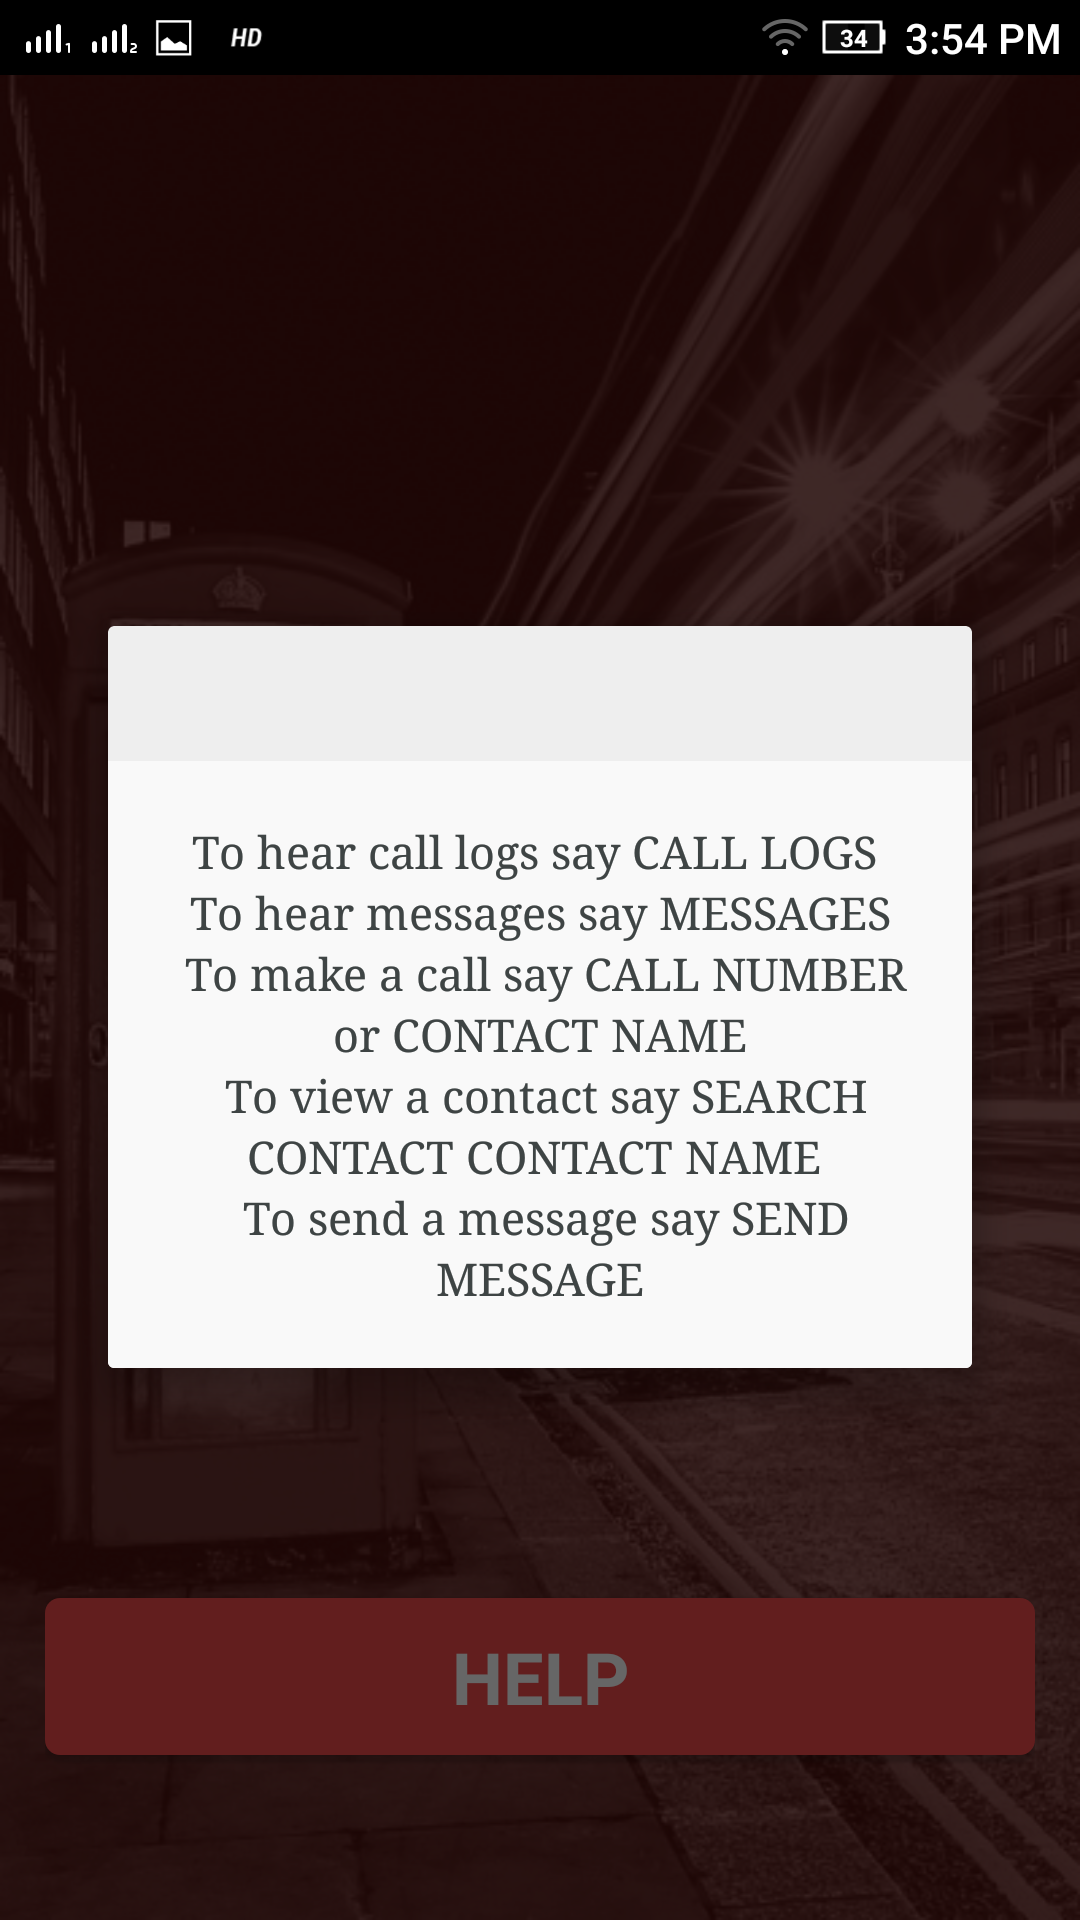 1 2 HD 34 3:54 PM
To hear call logs say CALL LOGS
To hear messages say MESSAGES
To make a call say CALL NUMBER
or CONTACT NAME
To view a contact say SEARCH
CONTACT CONTACT NAME
To send a message say SEND
MESSAGE
HELP